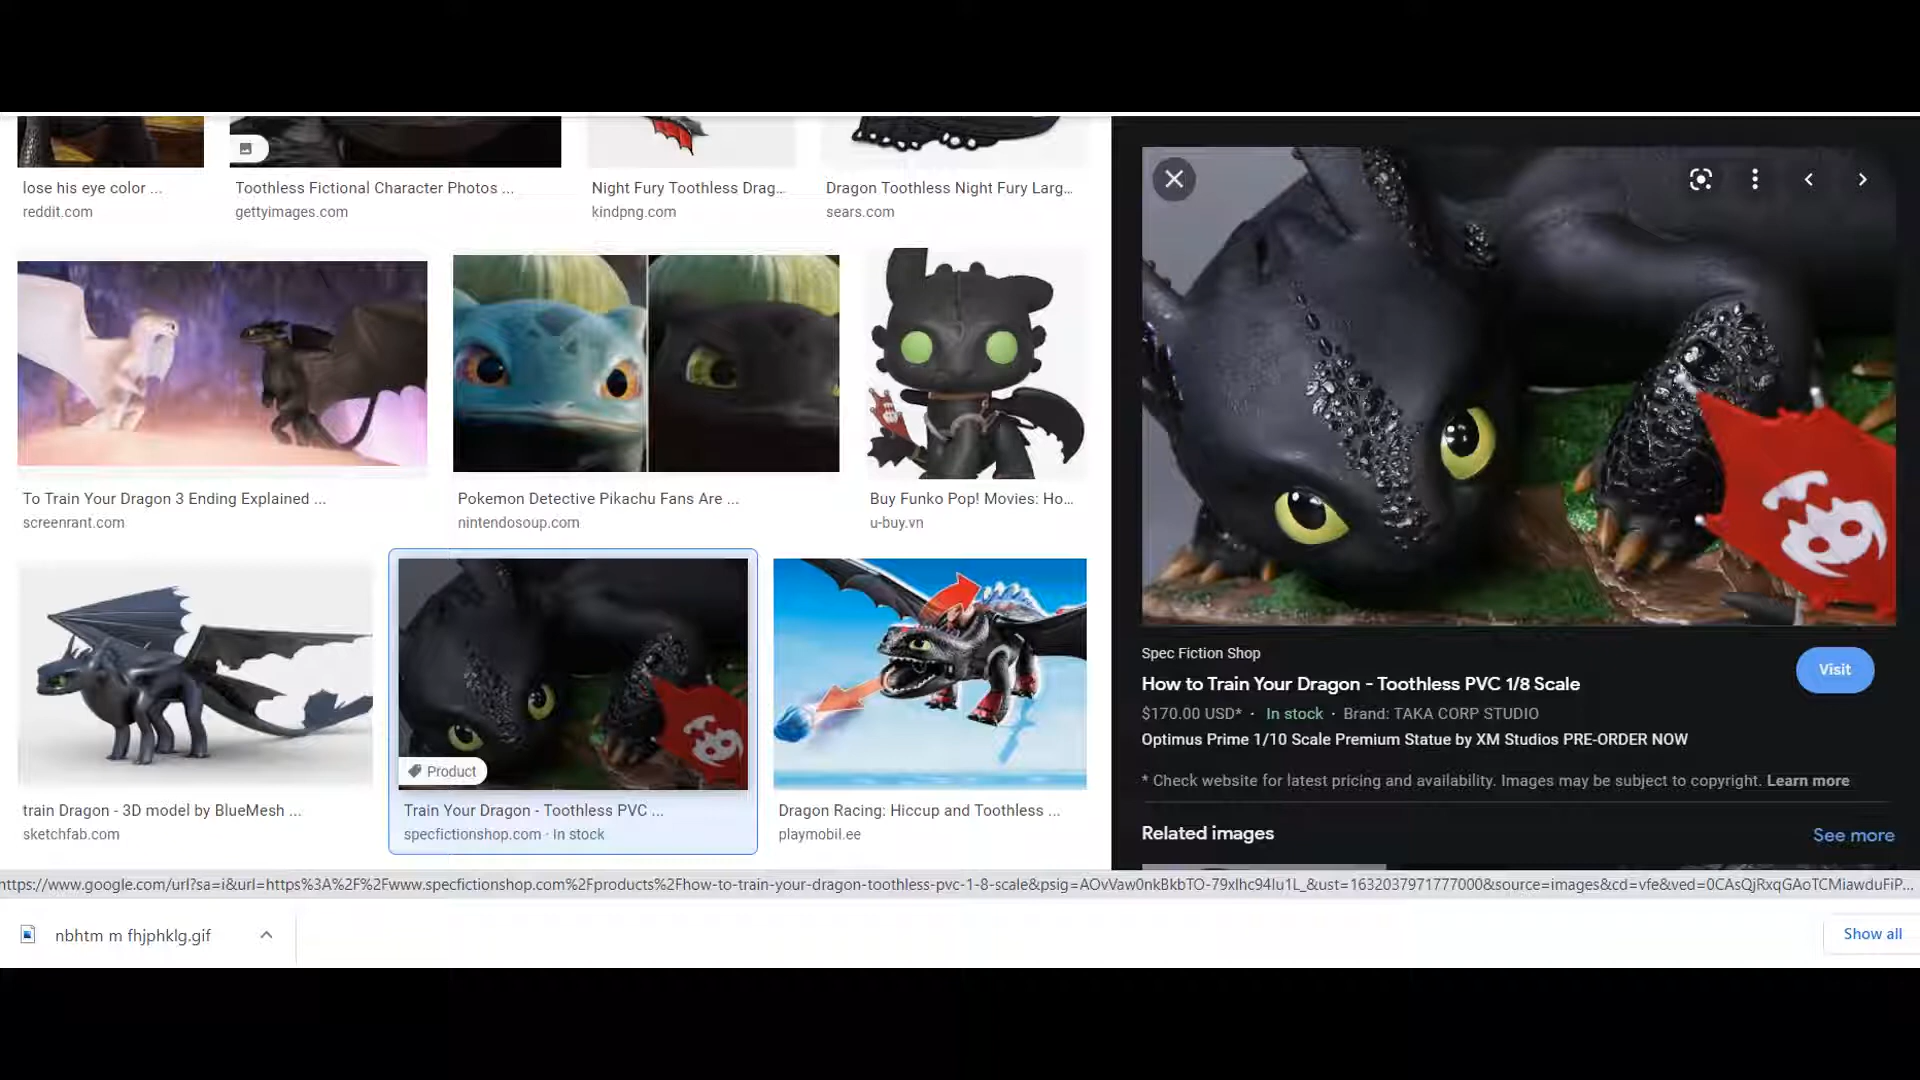 lose his eye color ...
reddit.com
Toothless Fictional Character Photos ...
gettyimages.com
Night Fury Toothless Drag...
kindpng.com
Dragon Toothless Night Fury Larg...
sears.com
To Train Your Dragon 3 Ending Explained ...
screenrant.com
Pokemon Detective Pikachu Fans Are ...
nintendosoup.com
Buy Funko Pop! Movies: Ho...
u-buy.vn
train Dragon - 3D model by BlueMesh ...
sketchfab.com
Product
Train Your Dragon - Toothless PVC ...
specfictionshop.com · In stock
Dragon Racing: Hiccup and Toothless ...
playmobil.ee
Spec Fiction Shop
How to Train Your Dragon - Toothless PVC 1/8 Scale
Visit
$170.00 USD* · In stock · Brand: TAKA CORP STUDIO
Optimus Prime 1/10 Scale Premium Statue by XM Studios PRE-ORDER NOW
* Check website for latest pricing and availability. Images may be subject to copyright. Learn more
Related images
See more
https://www.google.com/url?sa=i&url=https%3A%2F%2Fwww.specfictionshop.com%2Fproducts%2Fhow-to-train-your-dragon-toothless-pvc-1-8-scale&psig=AOvVaw0nkBkbTO-79xlhc94lu1L_&ust=1632037971777000&source=images&cd=vfe&ved=0CAsQjRxqGAoTCMiawduFiP...
nbhtm m fhjphklg.gif
Show all